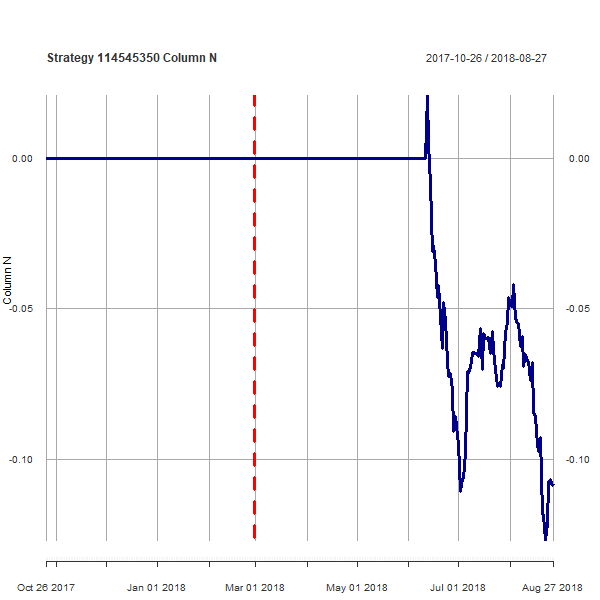 Strategy 114545350 Column N
2017-10-26 / 2018-08-27
Column N
0.00
0.00
-0.05
-0.05
-0.10
-0.10
Oct 26 2017
Jan 01 2018
Mar 01 2018
May 01 2018
Jul 01 2018
Aug 27 2018